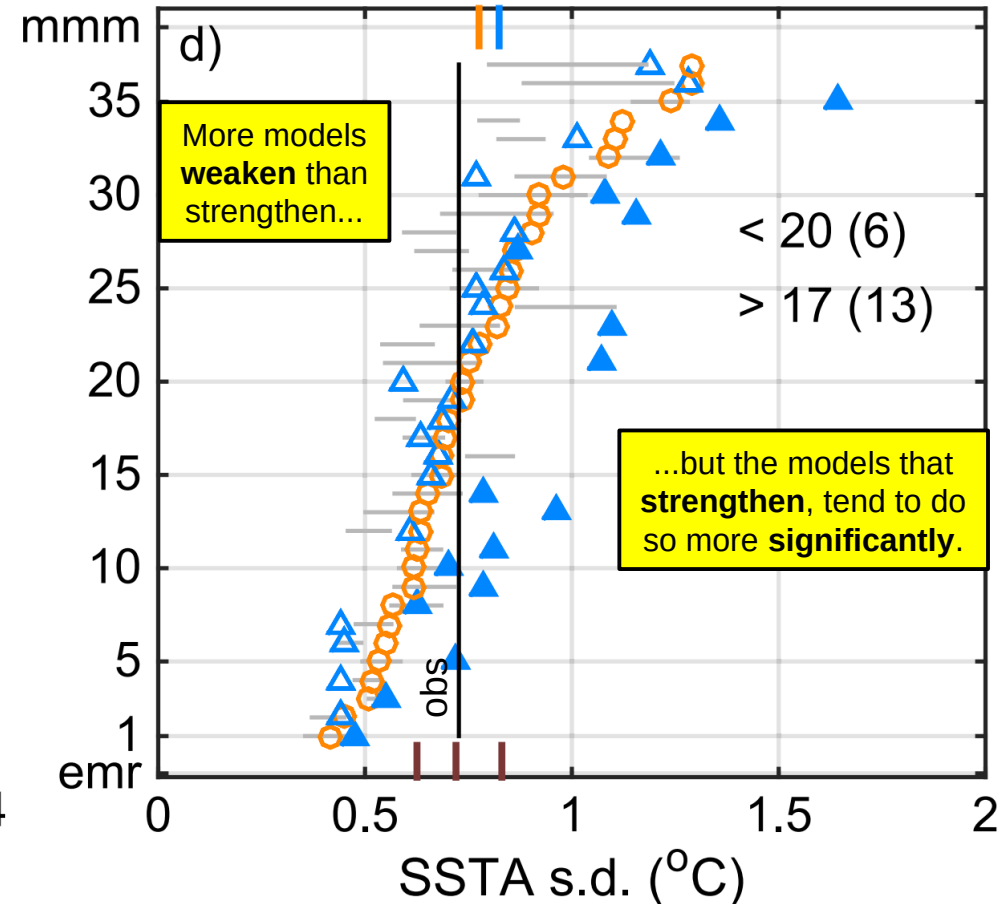 mmm
d)
35
More models
weaken than
strengthen...
30
< 20 (6)
25
> 17 (13)
20
15
...but the models that
strengthen, tend to do
so more significantly.
10
5
obs
1
emr
4
0
0.5
1
1.5
2
SSTA s.d. (°C)